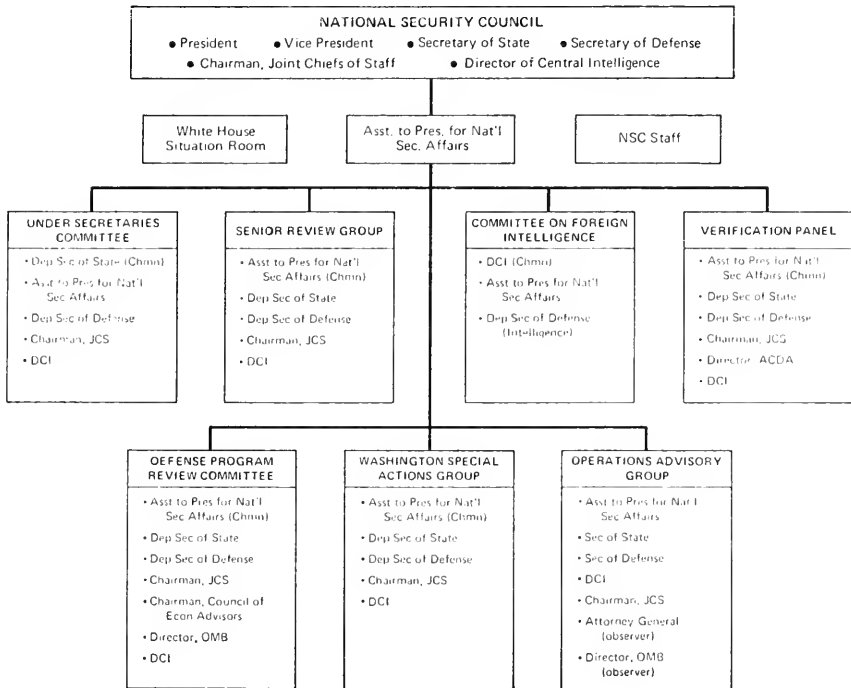 NATIONAL SECURITY COUNCIL
• President • Vice President • Secretary of State • Secretary of Defense
• Chairman, Joint Chiefs of Staff • Director of Central Intelligence
White House
Situation Room
Asst. to Pres. for Nat'l
Sec. Affairs
NSC Staff
UNDER SECRETARIES
COMMITTEE
• Dep Sec of State (Chmn)
• Asst to Pres for Nat'l
Sec Affairs
• Dep Sec of Defense
• Chairman, JCS
• DCI
SENIOR REVIEW GROUP
• Asst to Pres for Nat'l
Sec Affairs (Chmn)
• Dep Sec of State
• Dep Sec of Defense
• Chairman, JCS
• DCI
COMMITTEE ON FOREIGN
INTELLIGENCE
• DCI (Chmn)
• Asst to Pres for Nat'l
Sec Affairs
• Dep Sec of Defense
(Intelligence)
VERIFICATION PANEL
• Asst to Pres for Nat'l
Sec Affairs (Chmn)
• Dep Sec of State
• Dep Sec of Defense
• Chairman, JCS
• Director, ACDA
• DCI
DEFENSE PROGRAM
REVIEW COMMITTEE
• Asst to Pres for Nat'l
Sec Affairs (Chmn)
• Dep Sec of State
• Dep Sec of Defense
• Chairman, JCS
• Chairman, Council of
Econ Advisors
• Director, OMB
• DCI
WASHINGTON SPECIAL
ACTIONS GROUP
• Asst to Pres for Nat'l
Sec Affairs (Chmn)
• Dep Sec of State
• Dep Sec of Defense
• Chairman, JCS
• DCI
OPERATIONS ADVISORY
GROUP
• Asst to Pres for Nat'l
Sec Affairs
• Sec of State
• Sec of Defense
• DCI
• Chairman, JCS
• Attorney General
(observer)
• Director, OMB
(observer)